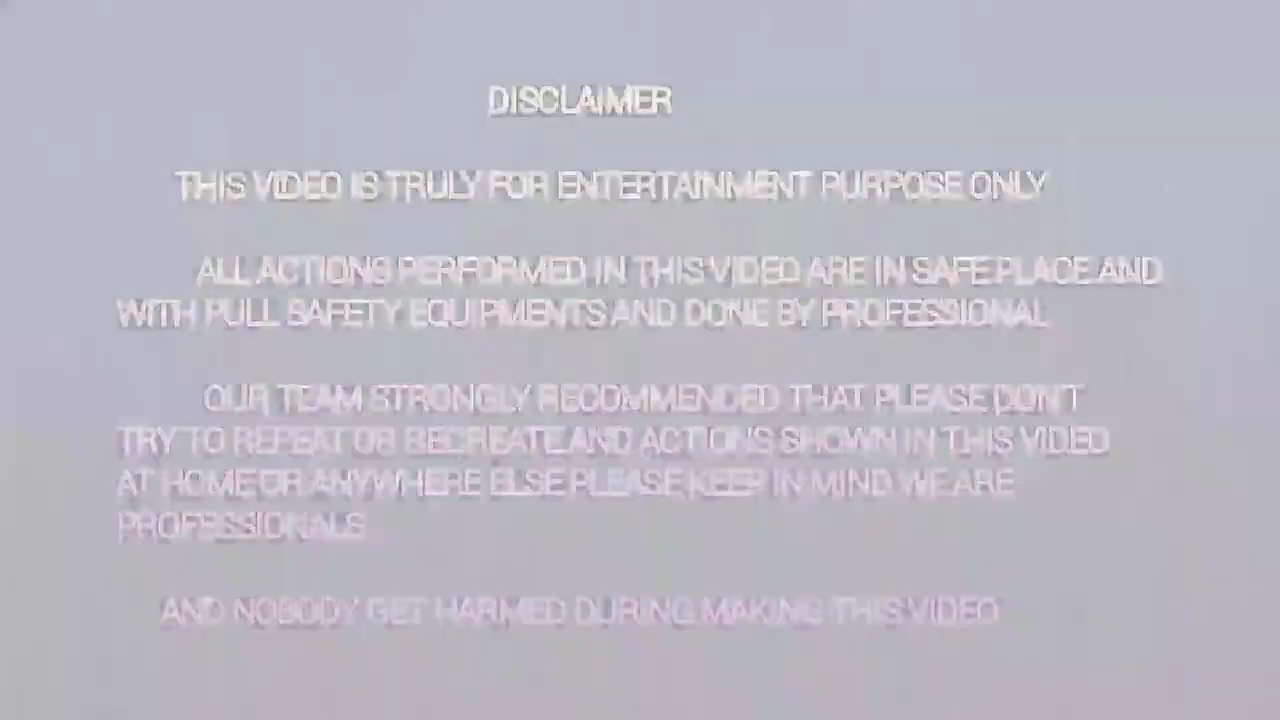 DISCLAIMER
THIS VIDEO IS TRULY FOR ENTERTAINMENT PURPOSE ONLY
ALL ACTIONS PERFORMED IN THIS VIDEO ARE IN SAFE PLACE AND
WITH PULL SAFETY EQUIPMENTS AND DONE BY PROFESSIONAL
OUR TEAM STRONGLY RECOMMENDED THAT PLEASE DON'T
TRY TO REPEAT OR RECREATE AND ACTIONS SHOWN IN THIS VIDEO
AT HOME OR ANYWHERE ELSE PLEASE KEEP IN MIND WE ARE
PROFESSIONALS
AND NOBODY GET HARMED DURING MAKING THIS VIDEO